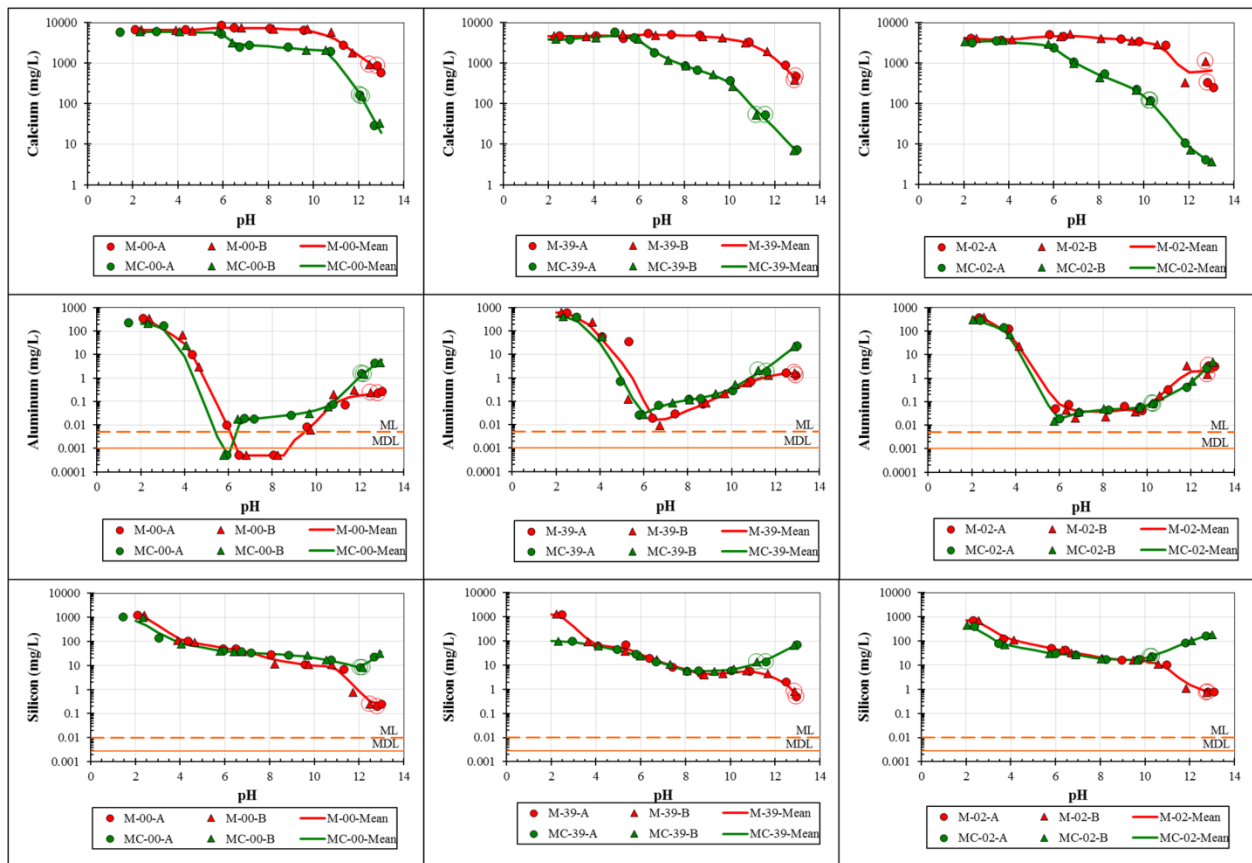 10000
1000
100
10
1
Calcium (mg/L)
0 2 4 6 8 10 12 14
pH
M-00-A M-00-B M-00-Mean
MC-00-A MC-00-B MC-00-Mean
10000
1000
100
10
1
Calcium (mg/L)
0 2 4 6 8 10 12 14
pH
M-39-A M-39-B M-39-Mean
MC-39-A MC-39-B MC-39-Mean
10000
1000
100
10
1
Calcium (mg/L)
0 2 4 6 8 10 12 14
pH
M-02-A M-02-B M-02-Mean
MC-02-A MC-02-B MC-02-Mean
1000
100
10
1
0.1
0.01
0.001
0.0001
Aluminum (mg/L)
ML
MDL
0 2 4 6 8 10 12 14
pH
M-00-A M-00-B M-00-Mean
MC-00-A MC-00-B MC-00-Mean
1000
100
10
1
0.1
0.01
0.001
0.0001
Aluminum (mg/L)
ML
MDL
0 2 4 6 8 10 12 14
pH
M-39-A M-39-B M-39-Mean
MC-39-A MC-39-B MC-39-Mean
1000
100
10
1
0.1
0.01
0.001
0.0001
Aluminum (mg/L)
ML
MDL
0 2 4 6 8 10 12 14
pH
M-02-A M-02-B M-02-Mean
MC-02-A MC-02-B MC-02-Mean
10000
1000
100
10
1
0.1
0.01
0.001
Silicon (mg/L)
ML
MDL
0 2 4 6 8 10 12 14
pH
M-00-A M-00-B M-00-Mean
MC-00-A MC-00-B MC-00-Mean
10000
1000
100
10
1
0.1
0.01
0.001
Silicon (mg/L)
ML
MDL
0 2 4 6 8 10 12 14
pH
M-39-A M-39-B M-39-Mean
MC-39-A MC-39-B MC-39-Mean
10000
1000
100
10
1
0.1
0.01
0.001
Silicon (mg/L)
ML
MDL
0 2 4 6 8 10 12 14
pH
M-02-A M-02-B M-02-Mean
MC-02-A MC-02-B MC-02-Mean